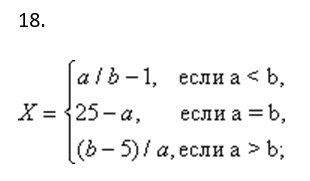 18.
a / b − 1, если a < b,
X = { 25 − a, если a = b,
(b − 5) / a, если a > b;